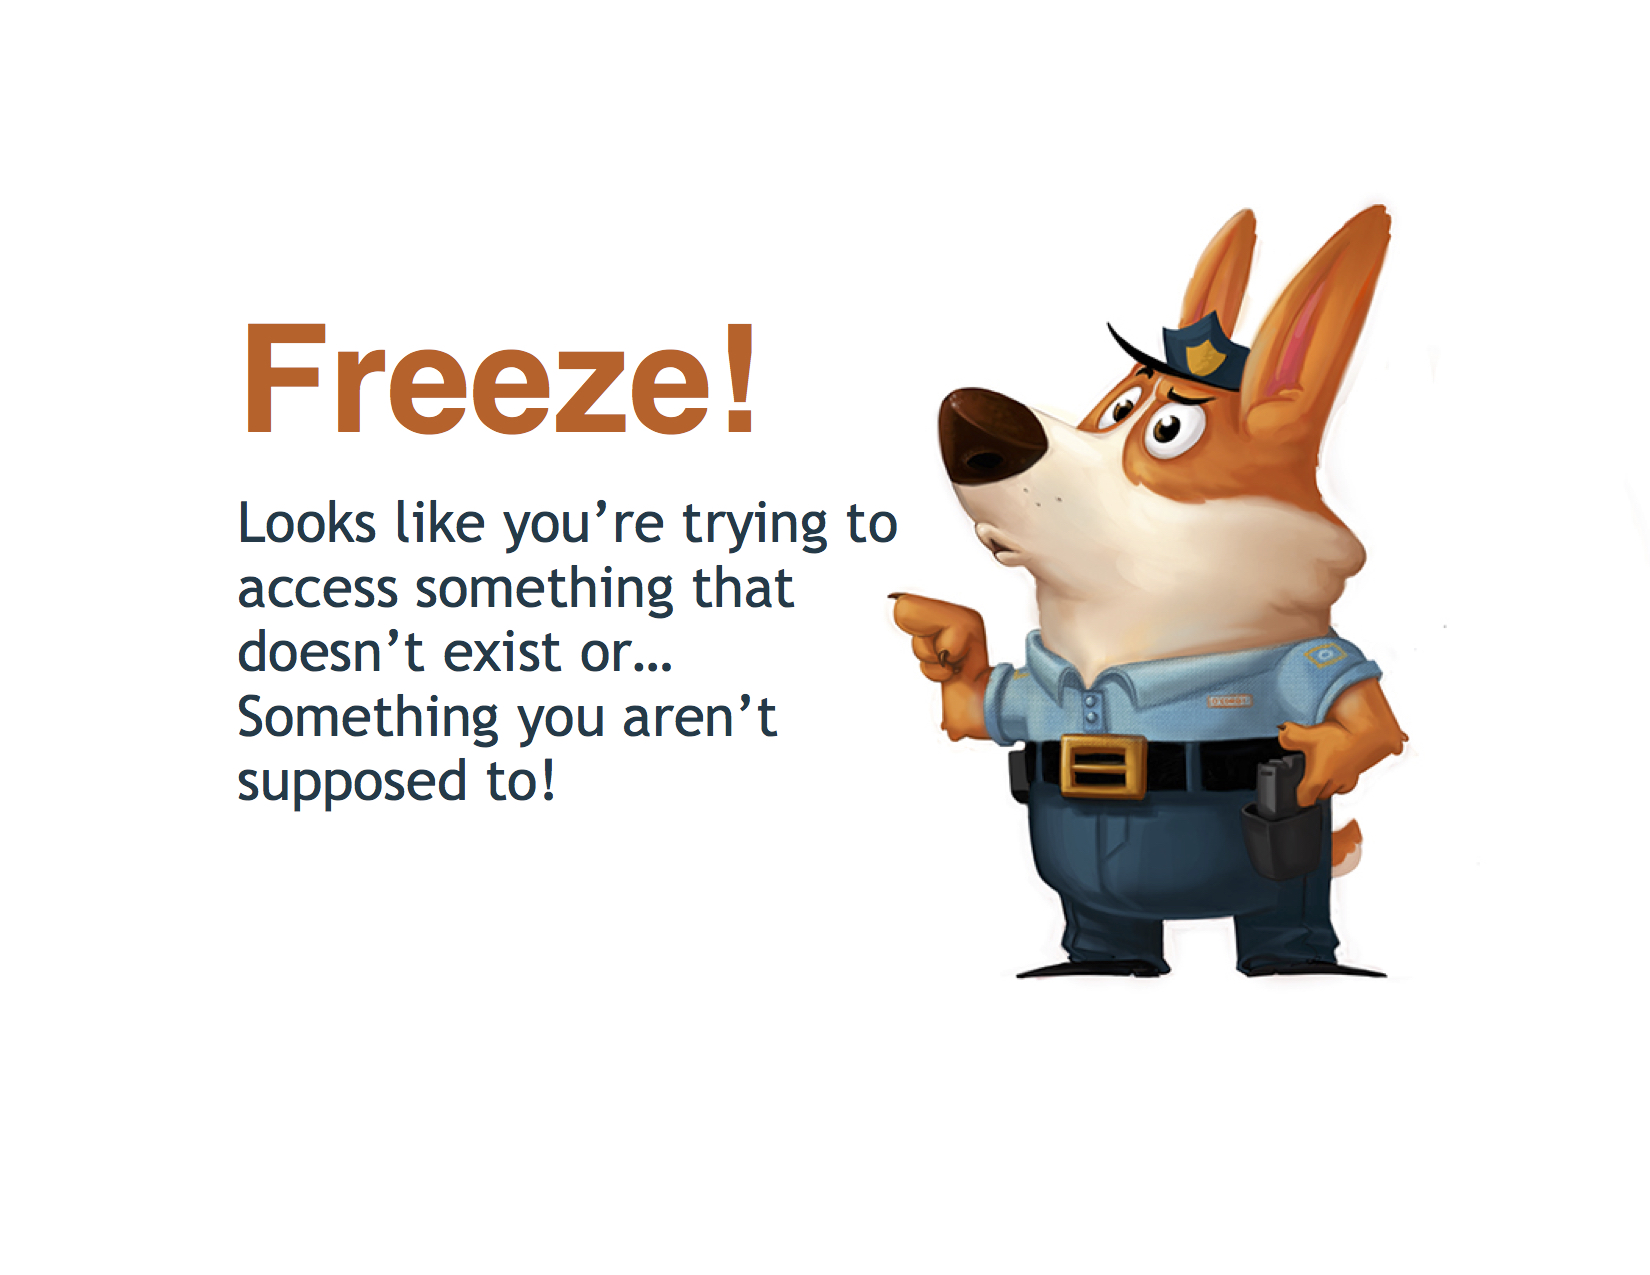 Freeze!
Looks like you’re trying to
access something that
doesn’t exist or…
Something you aren’t
supposed to!